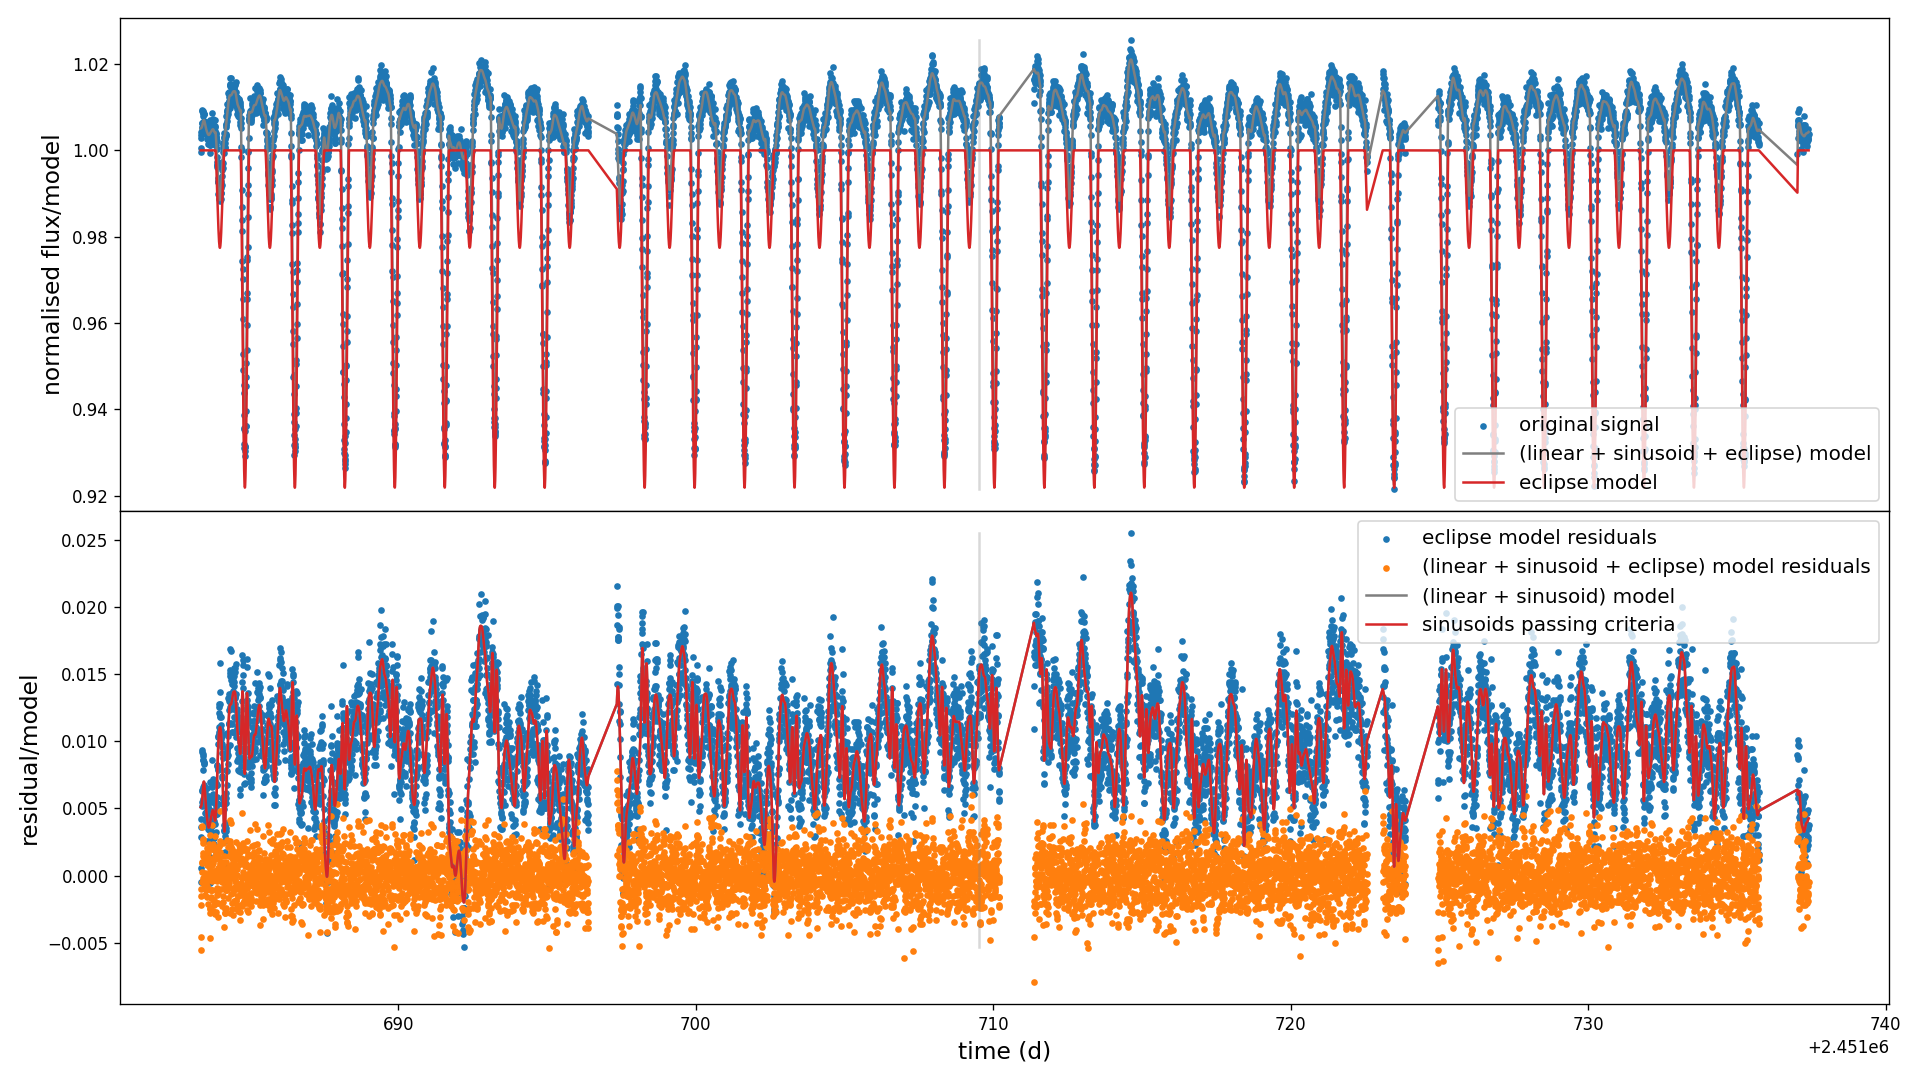 normalised flux/model
1.02
1.00
0.98
0.96
0.94
0.92
original signal
(linear + sinusoid + eclipse) model
eclipse model
residual/model
0.025
0.020
0.015
0.010
0.005
0.000
−0.005
eclipse model residuals
(linear + sinusoid + eclipse) model residuals
(linear + sinusoid) model
sinusoids passing criteria
690
700
710
720
730
740
time (d)
+2.451e6